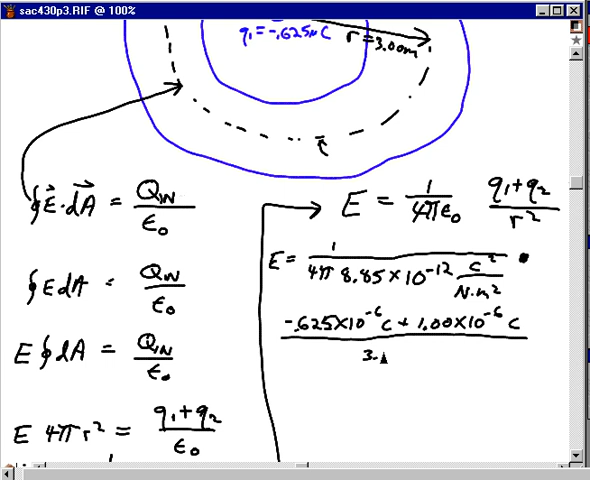 sac430p3.RIF @ 100%
q₁=-.625μC
r=3.00m
∮E⃗·dA⃗ = Q_IN/ε₀
E = 1/4πε₀ q₁+q₂/r²
E = 1/4π 8.85×10⁻¹² C²/N·m² •
∮EdA = Q_IN/ε₀
-.625×10⁻⁶C + 1.00×10⁻⁶ C
3.
E∮dA = Q_IN/ε₀
E 4πr² = q₁+q₂/ε₀